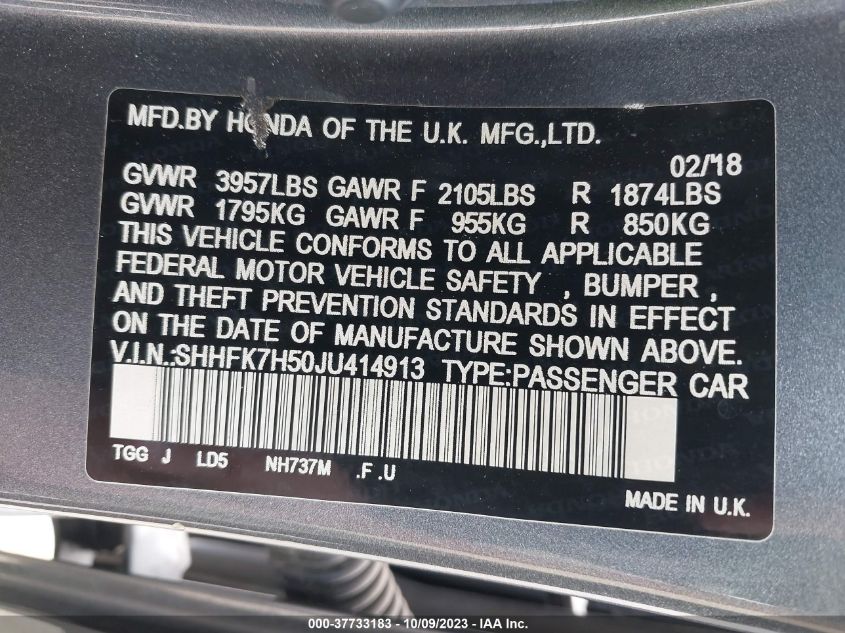 MFD.BY HONDA OF THE U.K. MFG.,LTD.
02/'18
GVWR 3957LBS GAWR F 2105LBS R 1874LBS
GVWR 1795KG GAWR F 955KG R 850KG
THIS VEHICLE CONFORMS TO ALL APPLICABLE
FEDERAL MOTOR VEHICLE SAFETY , BUMPER ,
AND THEFT PREVENTION STANDARDS IN EFFECT
ON THE DATE OF MANUFACTURE SHOWN ABOVE.
V.I.N.:SHHFK7H50JU414913 TYPE:PASSENGER CAR
TGG J LD5 NH737M .F .U
MADE IN U.K.
000-37733183 - 10/09/2023 - IAA Inc.